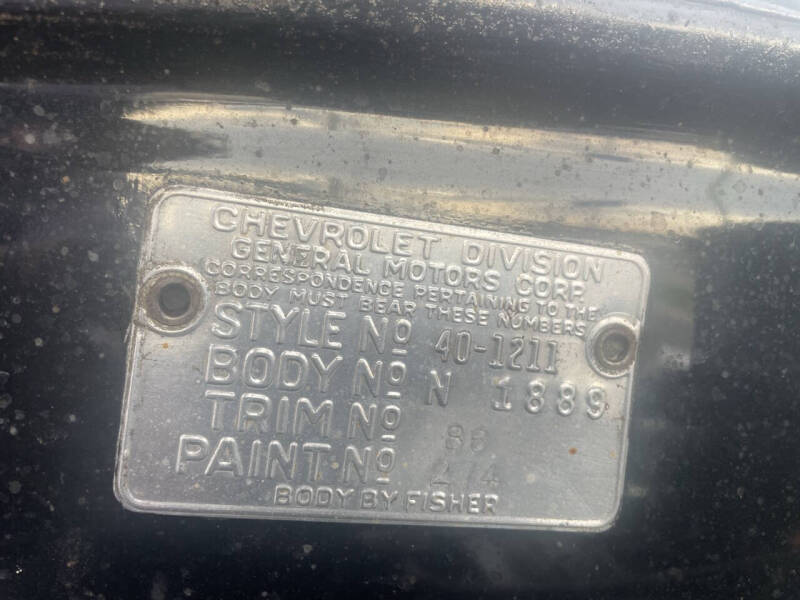 CHEVROLET DIVISION
GENERAL MOTORS CORP.
CORRESPONDENCE PERTAINING TO THE
BODY MUST BEAR THESE NUMBERS
STYLE NO 40-1211
BODY NO N 1889
TRIM NO
PAINT NO
BODY BY FISHER